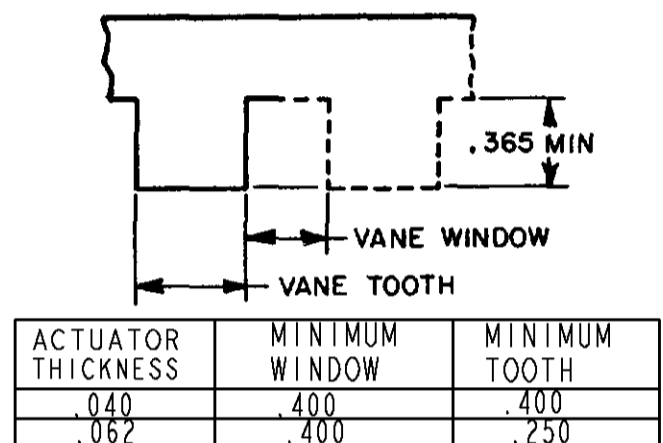 .365 MIN
VANE WINDOW
VANE TOOTH
ACTUATOR THICKNESS MINIMUM WINDOW MINIMUM TOOTH
.040 .400 .400
.062 .400 .250